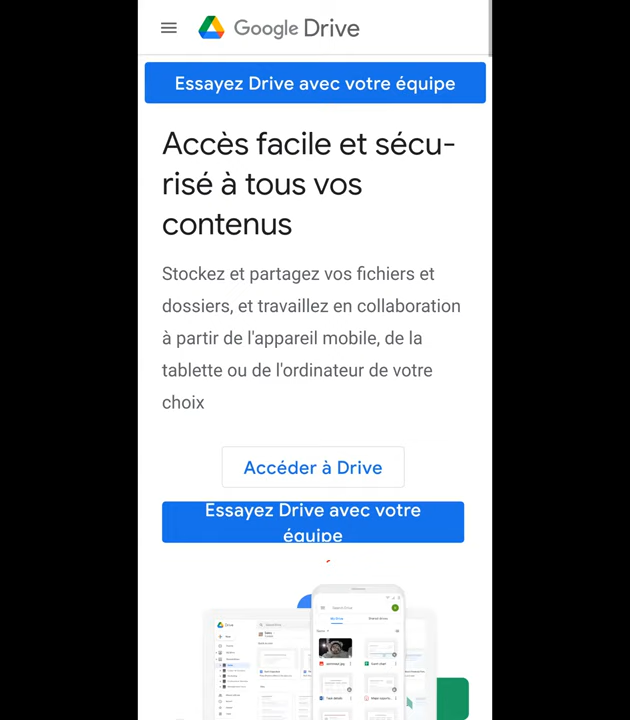 Google Drive
Essayez Drive avec votre équipe
Accès facile et sécu-
risé à tous vos
contenus
Stockez et partagez vos fichiers et
dossiers, et travaillez en collaboration
à partir de l'appareil mobile, de la
tablette ou de l'ordinateur de votre
choix
Accéder à Drive
Essayez Drive avec votre
équipe
Drive